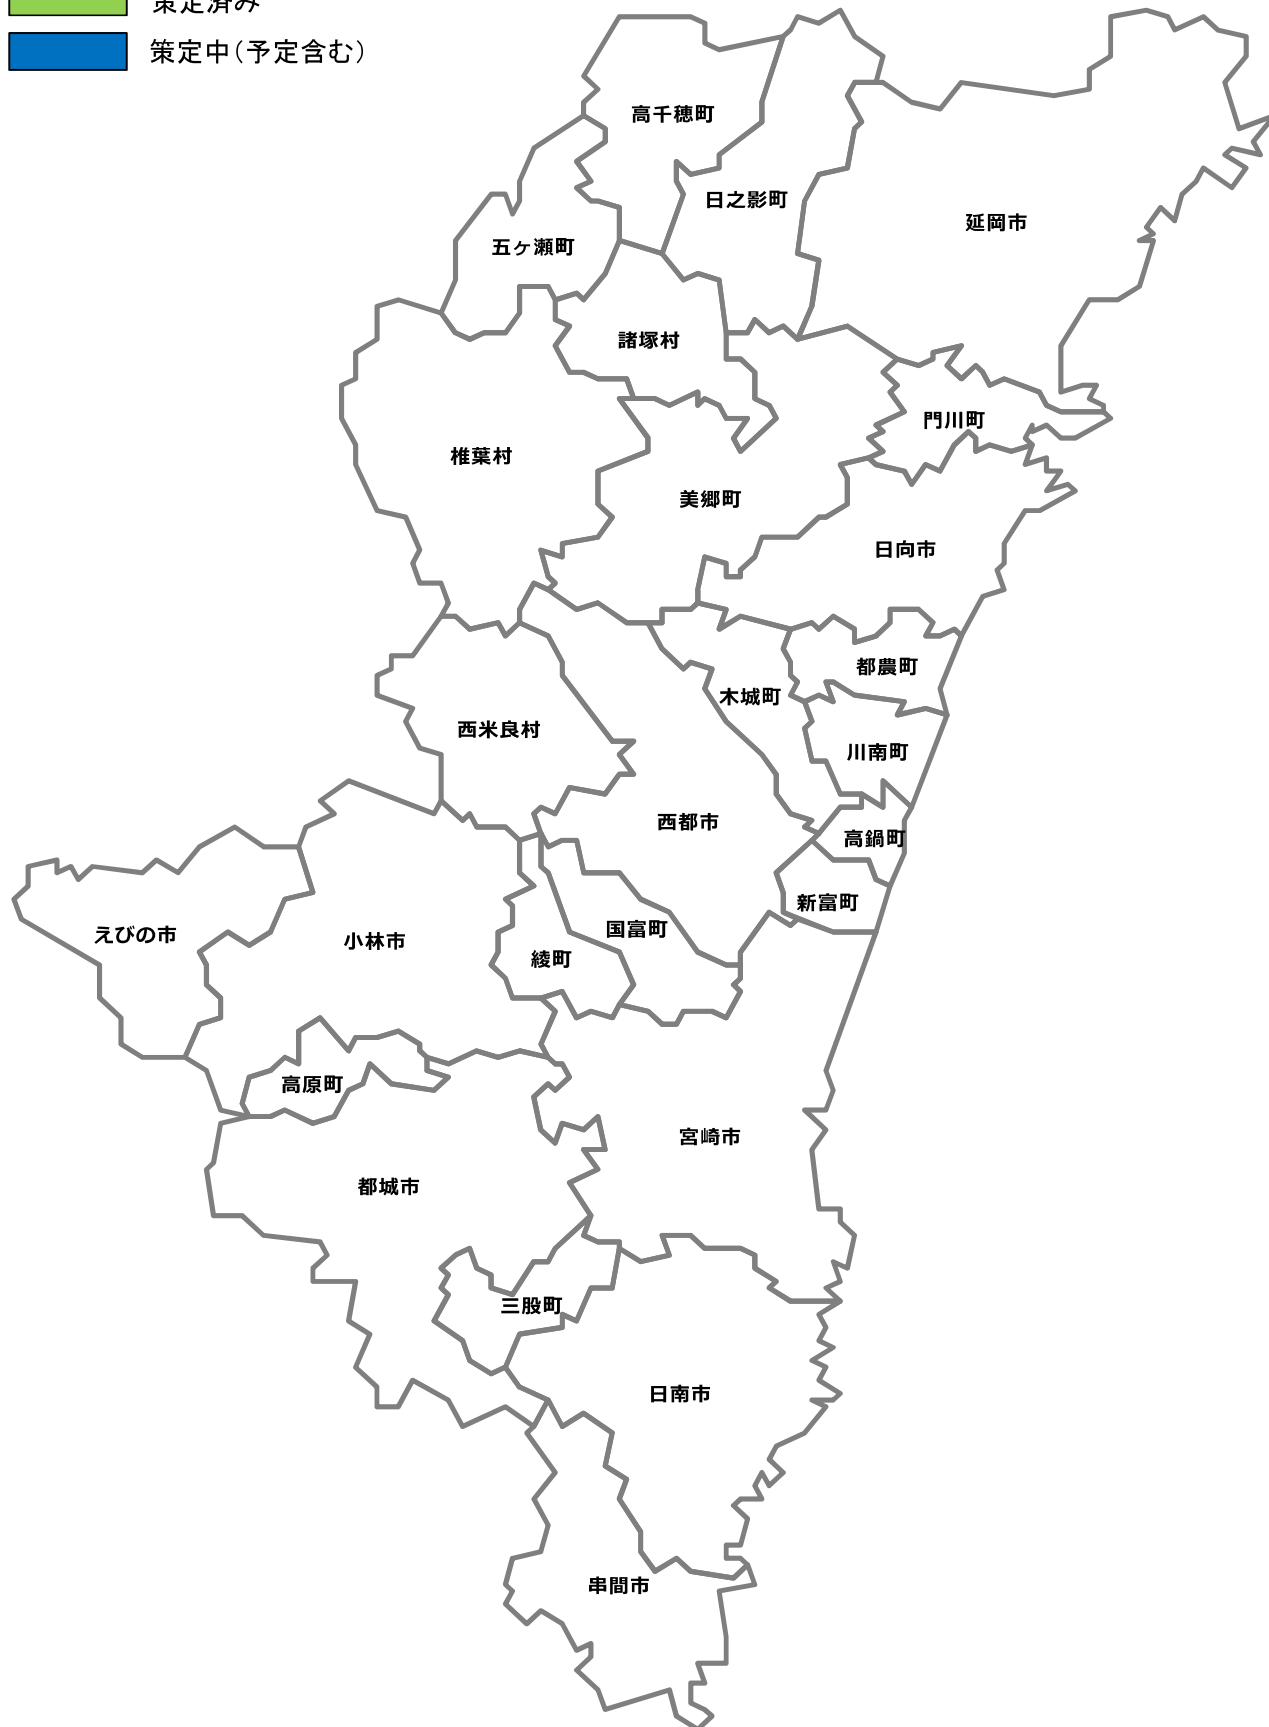 策定済み
策定中（予定含む）
高千穂町
日之影町
延岡市
五ヶ瀬町
諸塚村
門川町
椎葉村
美郷町
日向市
都農町
木城町
西米良村
川南町
西都市
高鍋町
新富町
国富町
えびの市
小林市
綾町
高原町
宮崎市
都城市
三股町
日南市
串間市